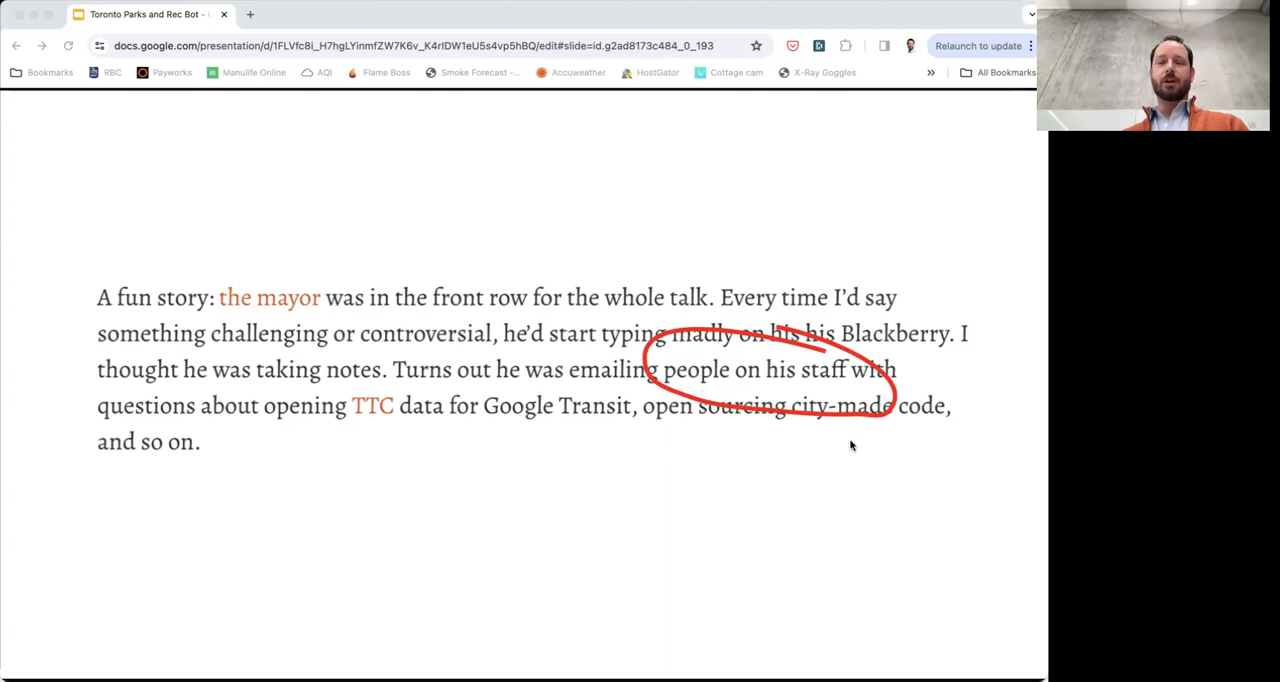 Toronto Parks and Rec Bot -
docs.google.com/presentation/d/1FLVfc8i_H7hgLYinmfZW7K6v_K4rlDW1eU5s4vp5hBQ/edit#slide=id.g2ad8173c484_0_193
Relaunch to update
Bookmarks RBC Payworks Manulife Online AQI Flame Boss Smoke Forecast -... Accuweather HostGator Cottage cam X-Ray Goggles » All Bookmarks
A fun story: the mayor was in the front row for the whole talk. Every time I'd say
something challenging or controversial, he'd start typing madly on his his Blackberry. I
thought he was taking notes. Turns out he was emailing people on his staff with
questions about opening TTC data for Google Transit, open sourcing city-made code,
and so on.